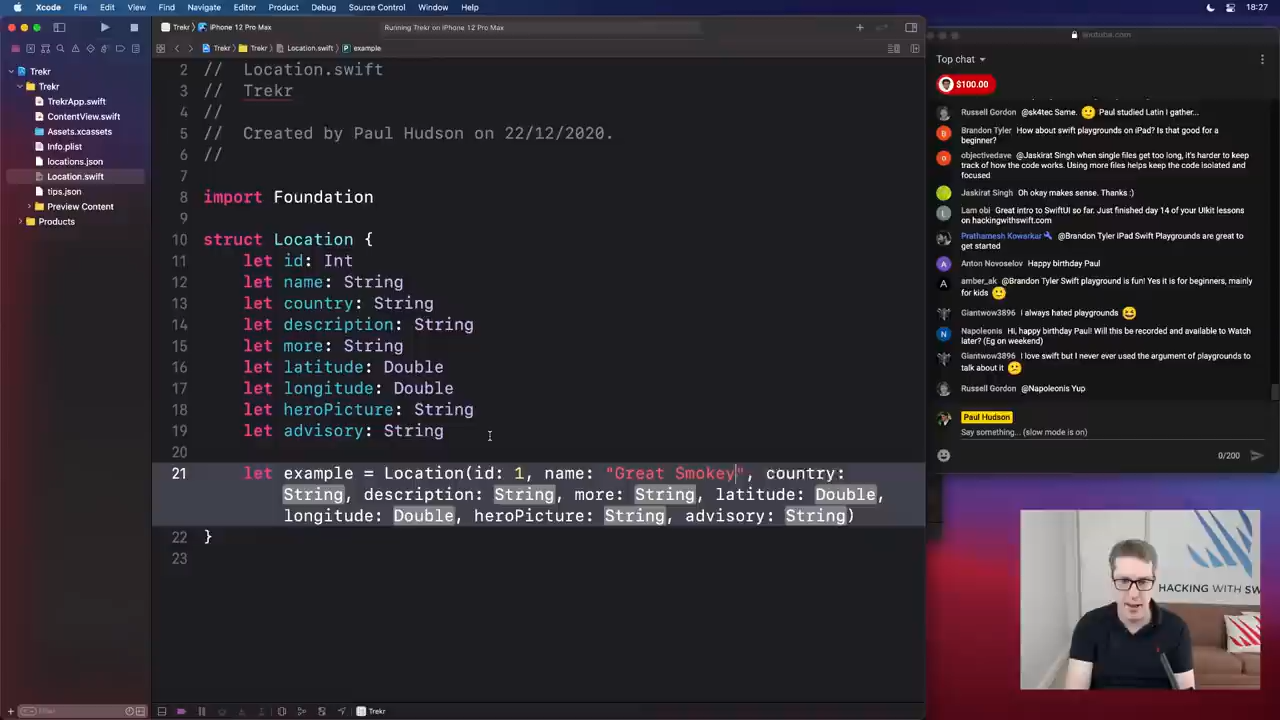 Xcode File Edit View Find Navigate Editor Product Debug Source Control Window Help
18:27
Trekr iPhone 12 Pro Max
Running Trekr on iPhone 12 Pro Max
Trekr Trekr Location.swift example
Trekr
Trekr
TrekrApp.swift
ContentView.swift
Assets.xcassets
Info.plist
locations.json
Location.swift
tips.json
Preview Content
Products
Filter
2 // Location.swift
3 // Trekr
4 //
5 // Created by Paul Hudson on 22/12/2020.
6 //
7
8 import Foundation
9
10 struct Location {
11 let id: Int
12 let name: String
13 let country: String
14 let description: String
15 let more: String
16 let latitude: Double
17 let longitude: Double
18 let heroPicture: String
19 let advisory: String
20
21 let example = Location(id: 1, name: "Great Smokey", country:
String, description: String, more: String, latitude: Double,
longitude: Double, heroPicture: String, advisory: String)
22 }
23
Trekr
Top chat
$100.00
Russell Gordon @sk4tec Same. Paul studied Latin I gather...
Brandon Tyler How about swift playgrounds on iPad? Is that good for a
beginner?
objectivedave @Jaskirat Singh when single files get too long, it's harder to keep
track of how the code works. Using more files helps keep the code isolated and
focused
Jaskirat Singh Oh okay makes sense. Thanks :)
Lam obi Great intro to SwiftUI so far. Just finished day 14 of your UIkit lessons
on hackingwithswift.com
Prathamesh Kowarkar @Brandon Tyler iPad Swift Playgrounds are great to
get started
Anton Novoselov Happy birthday Paul
amber_ak @Brandon Tyler Swift playground is fun! Yes it is for beginners, mainly
for kids
Giantwow3896 I always hated playgrounds
Napoleonis Hi, happy birthday Paul! Will this be recorded and available to Watch
later? (Eg on weekend)
Giantwow3896 I love swift but I never ever used the argument of playgrounds to
talk about it
Russell Gordon @Napoleonis Yup
Paul Hudson
Say something... (slow mode is on)
0/200
HACKING WITH SW